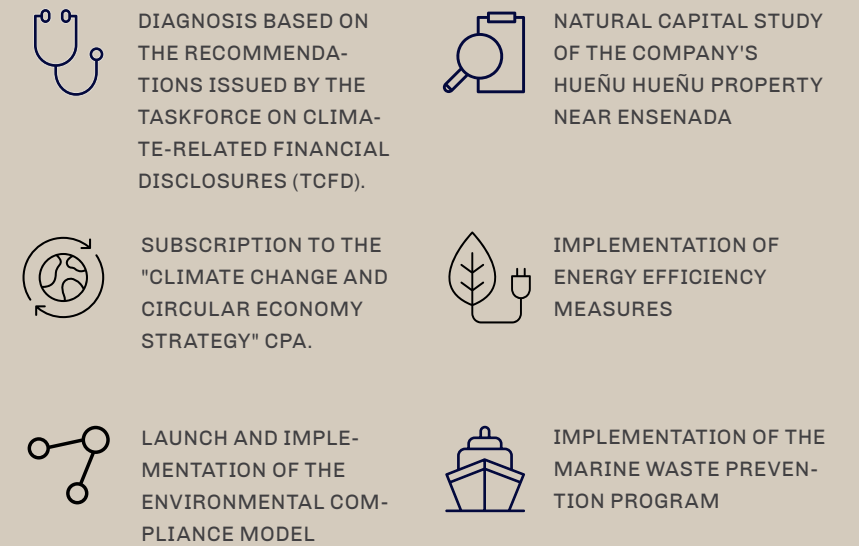 DIAGNOSIS BASED ON
THE RECOMMENDA-
TIONS ISSUED BY THE
TASKFORCE ON CLIMA-
TE-RELATED FINANCIAL
DISCLOSURES (TCFD).
NATURAL CAPITAL STUDY
OF THE COMPANY'S
HUEÑU HUEÑU PROPERTY
NEAR ENSENADA
SUBSCRIPTION TO THE
"CLIMATE CHANGE AND
CIRCULAR ECONOMY
STRATEGY" CPA.
IMPLEMENTATION OF
ENERGY EFFICIENCY
MEASURES
LAUNCH AND IMPLE-
MENTATION OF THE
ENVIRONMENTAL COM-
PLIANCE MODEL
IMPLEMENTATION OF THE
MARINE WASTE PREVEN-
TION PROGRAM